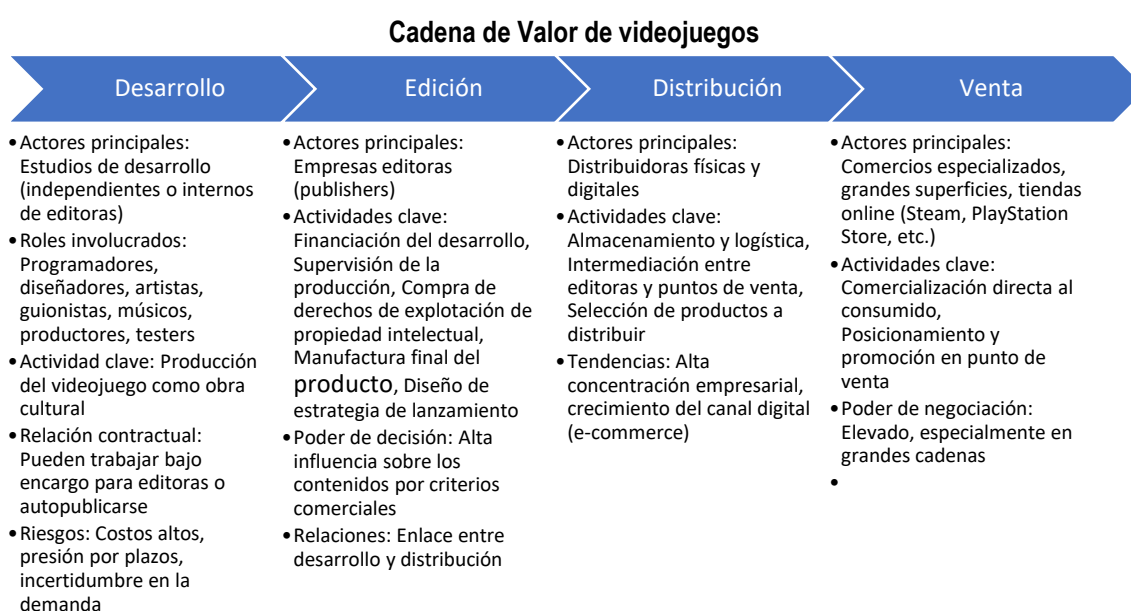 Cadena de Valor de videojuegos
Desarrollo
•Actores principales:
Estudios de desarrollo
(independientes o internos
de editoras)
•Roles involucrados:
Programadores,
diseñadores, artistas,
guionistas, músicos,
productores, testers
•Actividad clave: Producción
del videojuego como obra
cultural
•Relación contractual:
Pueden trabajar bajo
encargo para editoras o
autopublicarse
•Riesgos: Costos altos,
presión por plazos,
incertidumbre en la
demanda
Edición
•Actores principales:
Empresas editoras
(publishers)
•Actividades clave:
Financiación del desarrollo,
Supervisión de la
producción, Compra de
derechos de explotación de
propiedad intelectual,
Manufactura final del
producto, Diseño de
estrategia de lanzamiento
•Poder de decisión: Alta
influencia sobre los
contenidos por criterios
comerciales
•Relaciones: Enlace entre
desarrollo y distribución
Distribución
•Actores principales:
Distribuidoras físicas y
digitales
•Actividades clave:
Almacenamiento y logística,
Intermediación entre
editoras y puntos de venta,
Selección de productos a
distribuir
•Tendencias: Alta
concentración empresarial,
crecimiento del canal digital
(e-commerce)
Venta
•Actores principales:
Comercios especializados,
grandes superficies, tiendas
online (Steam, PlayStation
Store, etc.)
•Actividades clave:
Comercialización directa al
consumido,
Posicionamiento y
promoción en punto de
venta
•Poder de negociación:
Elevado, especialmente en
grandes cadenas
•